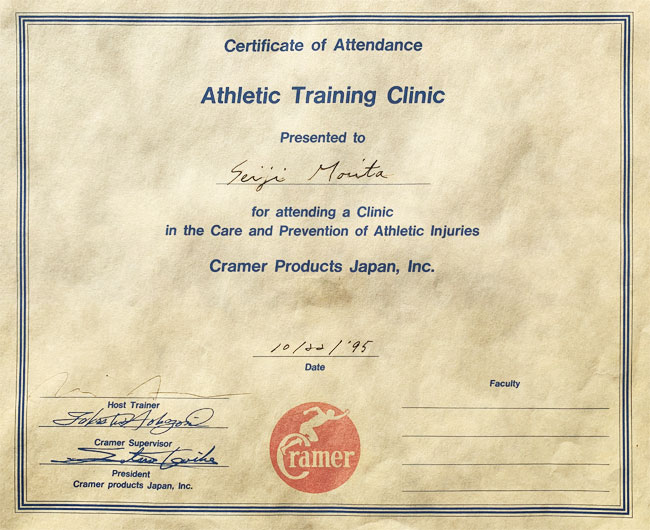 Certificate of Attendance
Athletic Training Clinic
Presented to
Seiji Morita
for attending a Clinic
in the Care and Prevention of Athletic Injuries
Cramer Products Japan, Inc.
10/22/'95
Date
Faculty
Host Trainer
Cramer Supervisor
President
Cramer products Japan, Inc.
Cramer